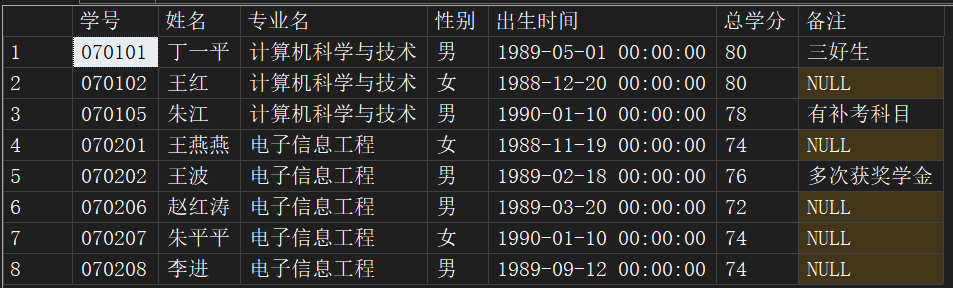 学号 姓名 专业名 性别 出生时间 总学分 备注
1 070101 丁一平 计算机科学与技术 男 1989-05-01 00:00:00 80 三好生
2 070102 王红 计算机科学与技术 女 1988-12-20 00:00:00 80 NULL
3 070105 朱江 计算机科学与技术 男 1990-01-10 00:00:00 78 有补考科目
4 070201 王燕燕 电子信息工程 女 1988-11-19 00:00:00 74 NULL
5 070202 王波 电子信息工程 男 1989-02-18 00:00:00 76 多次获奖学金
6 070206 赵红涛 电子信息工程 男 1989-03-20 00:00:00 72 NULL
7 070207 朱平平 电子信息工程 女 1990-01-10 00:00:00 74 NULL
8 070208 李进 电子信息工程 男 1989-09-12 00:00:00 74 NULL